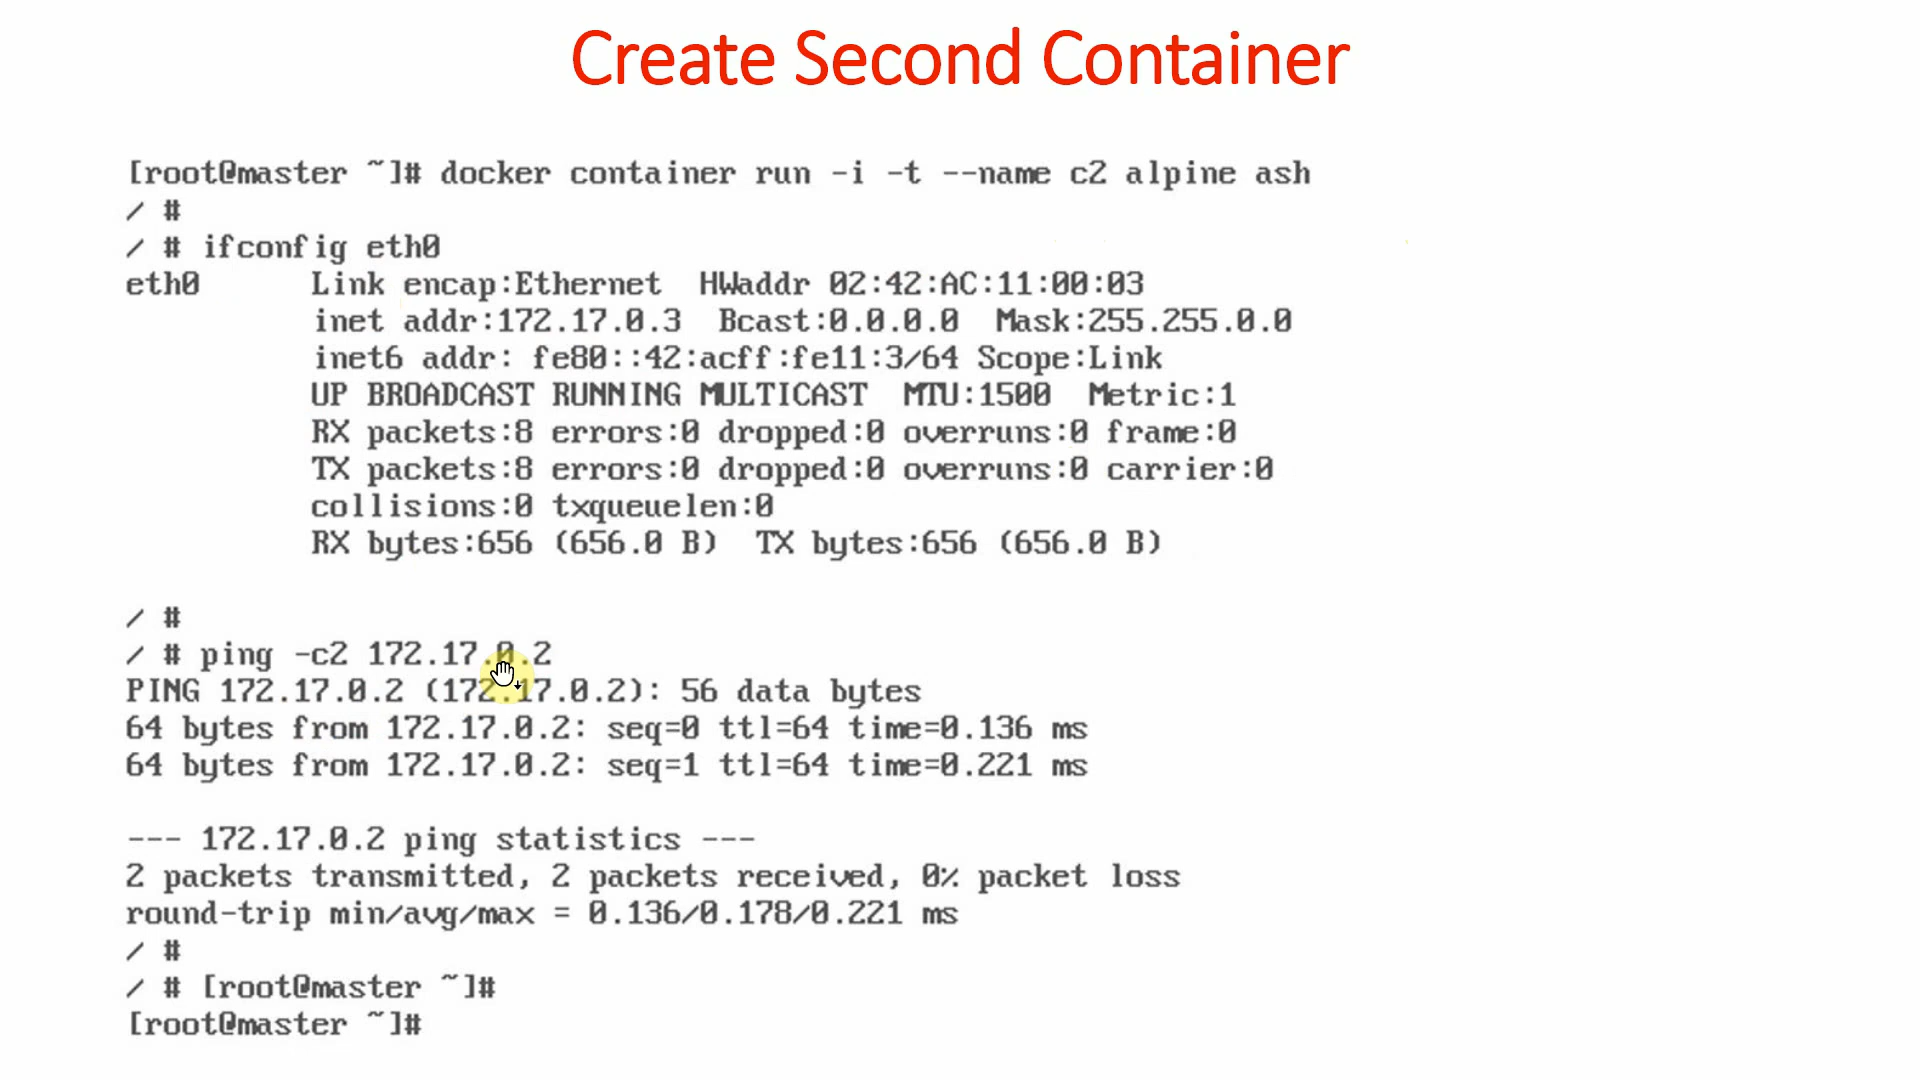 Create Second Container
[root@master ~]# docker container run -i -t --name c2 alpine ash
/ #
/ # ifconfig eth0
eth0      Link encap:Ethernet  HWaddr 02:42:AC:11:00:03
          inet addr:172.17.0.3  Bcast:0.0.0.0  Mask:255.255.0.0
          inet6 addr: fe80::42:acff:fe11:3/64 Scope:Link
          UP BROADCAST RUNNING MULTICAST  MTU:1500  Metric:1
          RX packets:8 errors:0 dropped:0 overruns:0 frame:0
          TX packets:8 errors:0 dropped:0 overruns:0 carrier:0
          collisions:0 txqueuelen:0
          RX bytes:656 (656.0 B)  TX bytes:656 (656.0 B)
/ #
/ # ping -c2 172.17.0.2
PING 172.17.0.2 (172.17.0.2): 56 data bytes
64 bytes from 172.17.0.2: seq=0 ttl=64 time=0.136 ms
64 bytes from 172.17.0.2: seq=1 ttl=64 time=0.221 ms
--- 172.17.0.2 ping statistics ---
2 packets transmitted, 2 packets received, 0% packet loss
round-trip min/avg/max = 0.136/0.178/0.221 ms
/ #
/ # [root@master ~]#
[root@master ~]#